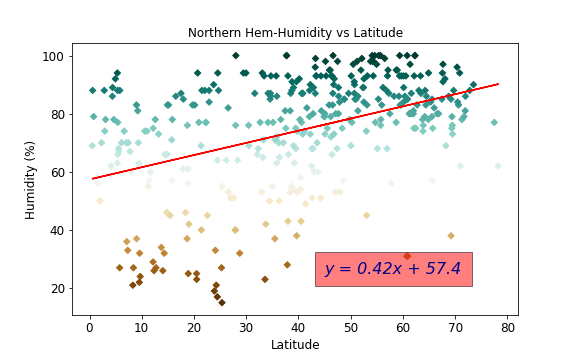 Northern Hem-Humidity vs Latitude
Humidity (%)
100
80
60
40
20
y = 0.42x + 57.4
0 10 20 30 40 50 60 70 80
Latitude